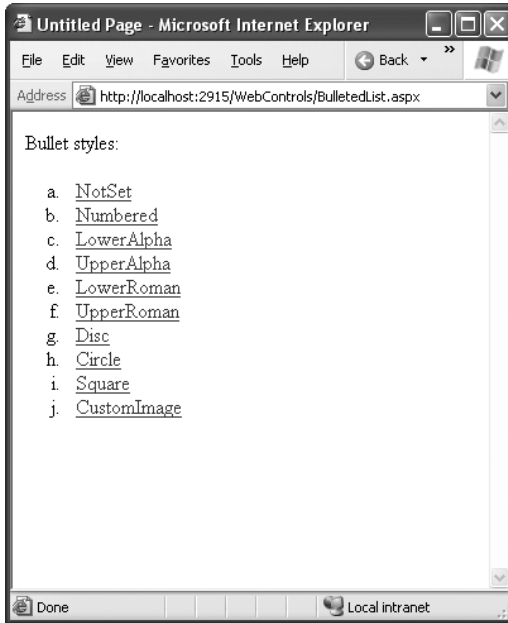 Untitled Page - Microsoft Internet Explorer
File Edit View Favorites Tools Help Back »
Address http://localhost:2915/WebControls/BulletedList.aspx
Bullet styles:
a. NotSet
b. Numbered
c. LowerAlpha
d. UpperAlpha
e. LowerRoman
f. UpperRoman
g. Disc
h. Circle
i. Square
j. CustomImage
Done Local intranet